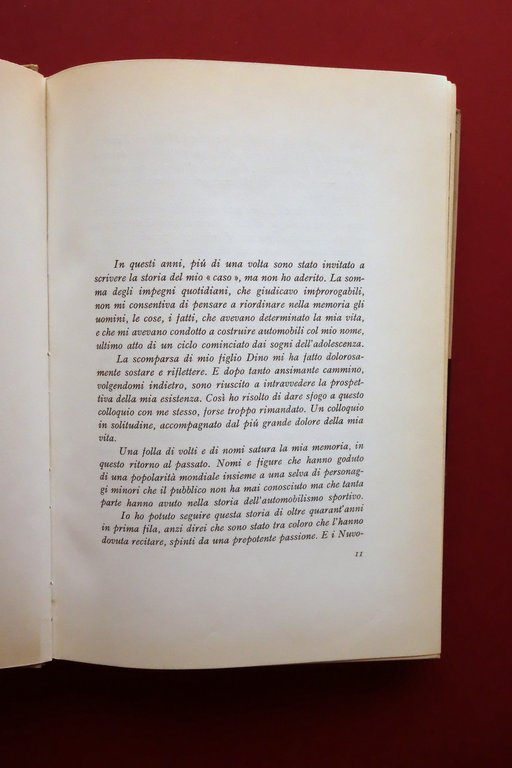 In questi anni, piú di una volta sono stato invitato a
scrivere la storia del mio « caso », ma non ho aderito. La som-
ma degli impegni quotidiani, che giudicavo improrogabili,
non mi consentiva di pensare a riordinare nella memoria gli
uomini, le cose, i fatti, che avevano determinato la mia vita,
e che mi avevano condotto a costruire automobili col mio nome,
ultimo atto di un ciclo cominciato dai sogni dell'adolescenza.
La scomparsa di mio figlio Dino mi ha fatto dolorosa-
mente sostare e riflettere. E dopo tanto ansimante cammino,
volgendomi indietro, sono riuscito a intravvedere la prospet-
tiva della mia esistenza. Cosí ho risolto di dare sfogo a questo
colloquio con me stesso, forse troppo rimandato. Un colloquio
in solitudine, accompagnato dal piú grande dolore della mia
vita.
Una folla di volti e di nomi satura la mia memoria, in
questo ritorno al passato. Nomi e figure che hanno goduto
di una popolarità mondiale insieme a una selva di personag-
gi minori che il pubblico non ha mai conosciuto ma che tanta
parte hanno avuto nella storia dell'automobilismo sportivo.
Io ho potuto seguire questa storia di oltre quarant'anni
in prima fila, anzi direi che sono stato tra coloro che l'hanno
dovuta recitare, spinti da una prepotente passione. E i Nuvo-
11